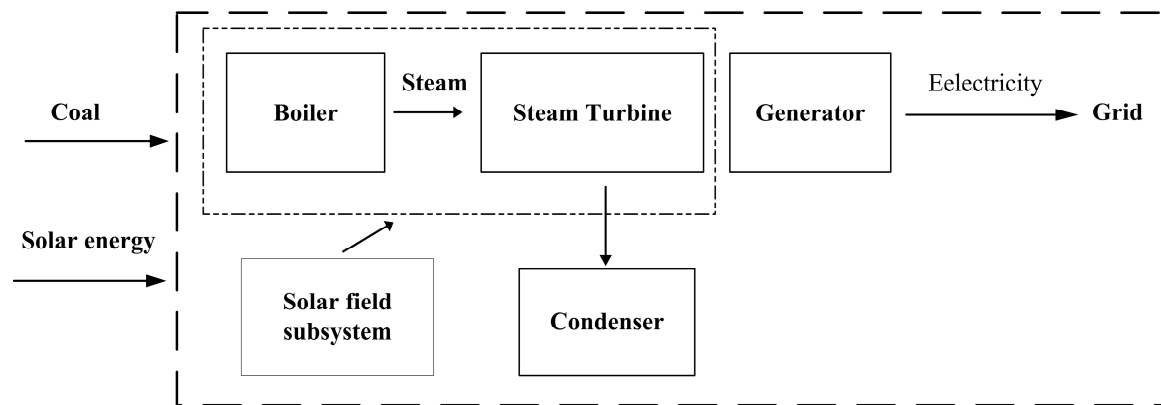 Coal
Solar energy
Boiler
Steam
Steam Turbine
Generator
Eelectricity
Grid
Solar field
subsystem
Condenser